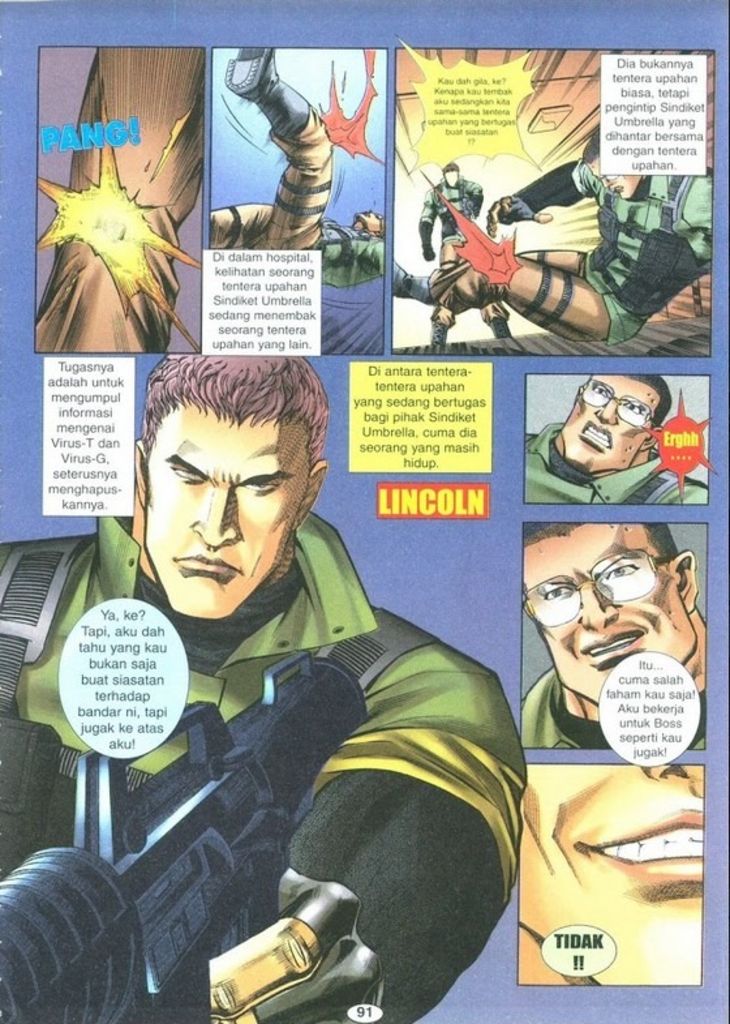 PANG!
Di dalam hospital,
kelihatan seorang
tentera upahan
Sindiket Umbrella
sedang menembak
seorang tentera
upahan yang lain.
Kau dah gila, ke?
Kenapa kau tembak
aku sedangkan kita
sama-sama tentera
upahan yang bertugas
buat siasatan
!?
Dia bukannya
tentera upahan
biasa, tetapi
pengintip Sindiket
Umbrella yang
dihantar bersama
dengan tentera
upahan.
Tugasnya
adalah untuk
mengumpul
informasi
mengenai
Virus-T dan
Virus-G,
seterusnya
menghapus-
kannya.
Di antara tentera-
tentera upahan
yang sedang bertugas
bagi pihak Sindiket
Umbrella, cuma dia
seorang yang masih
hidup.
LINCOLN
Erghh
....
Ya, ke?
Tapi, aku dah
tahu yang kau
bukan saja
buat siasatan
terhadap
bandar ni, tapi
jugak ke atas
aku!
Itu...
cuma salah
faham kau saja!
Aku bekerja
untuk Boss
seperti kau
jugak!
TIDAK
!!
91